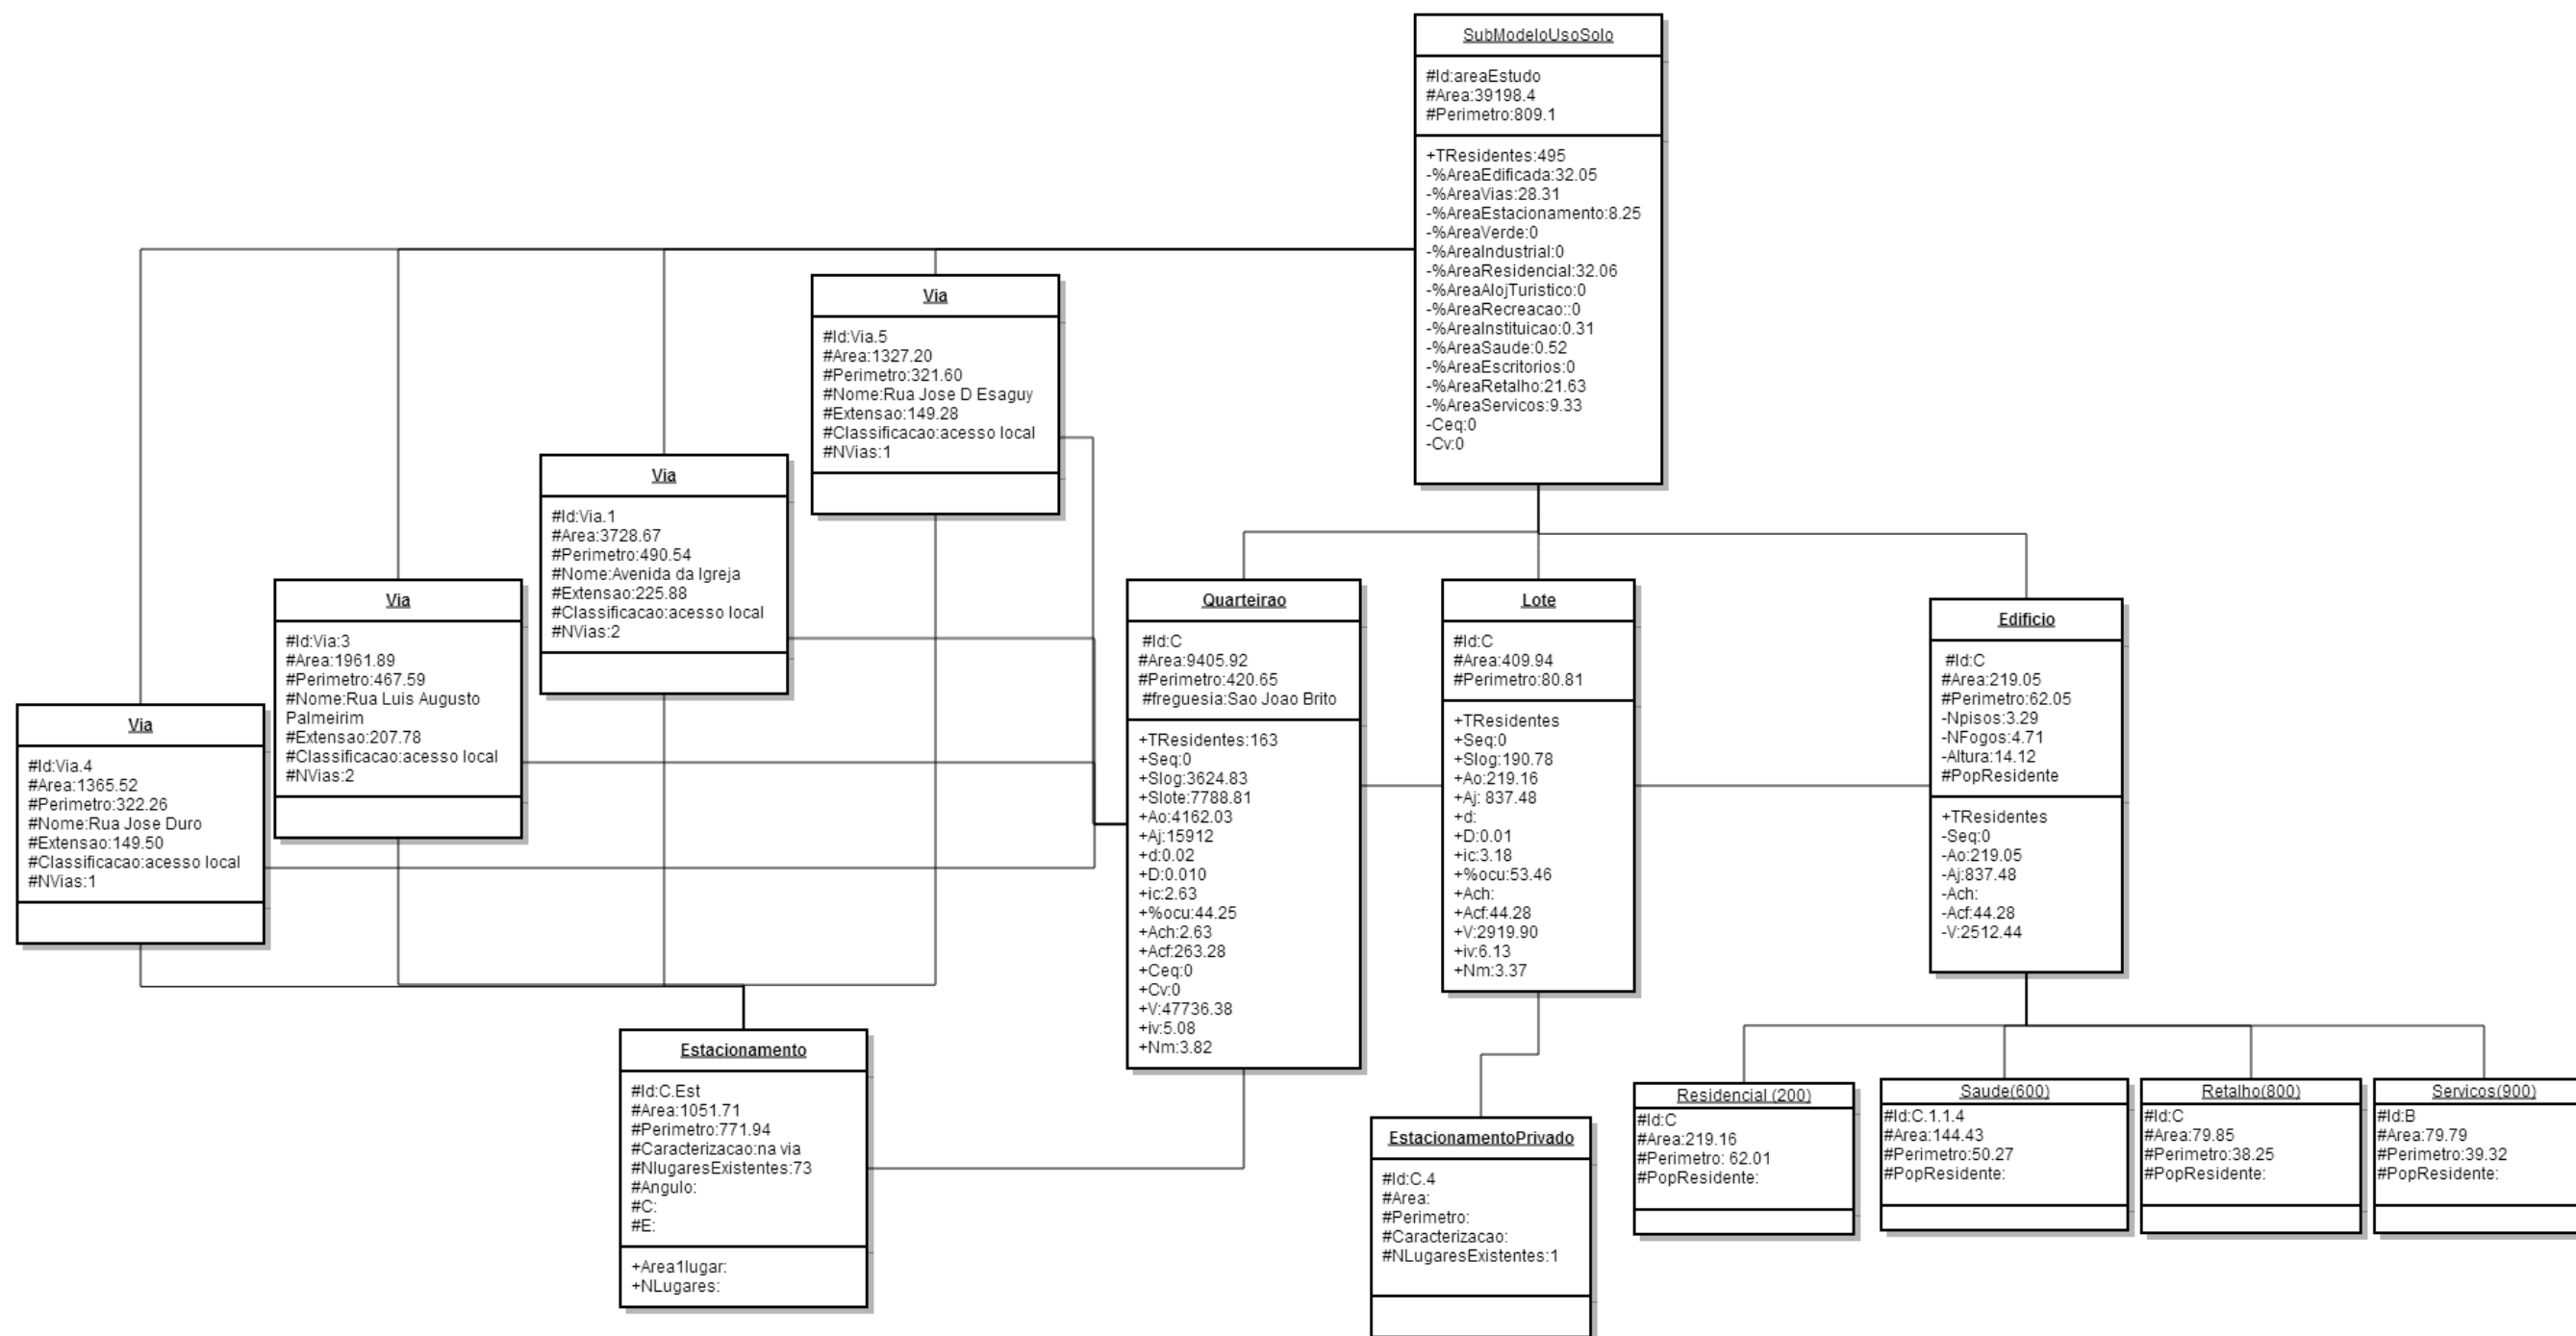 SubModeloUsoSolo
#Id:areaEstudo
#Area:39198.4
#Perimetro:809.1
+TResidentes:495
-%AreaEdificada:32.05
-%AreaVias:28.31
-%AreaEstacionamento:8.25
-%AreaVerde:0
-%AreaIndustrial:0
-%AreaResidencial:32.06
-%AreaAlojTuristico:0
-%AreaRecreacao::0
-%AreaInstituicao:0.31
-%AreaSaude:0.52
-%AreaEscritorios:0
-%AreaRetalho:21.63
-%AreaServicos:9.33
-Ceq:0
-Cv:0
Via
#Id:Via.5
#Area:1327.20
#Perimetro:321.60
#Nome:Rua Jose D Esaguy
#Extensao:149.28
#Classificacao:acesso local
#NVias:1
Via
#Id:Via.1
#Area:3728.67
#Perimetro:490.54
#Nome:Avenida da Igreja
#Extensao:225.88
#Classificacao:acesso local
#NVias:2
Via
#Id:Via:3
#Area:1961.89
#Perimetro:467.59
#Nome:Rua Luis Augusto
Palmeirim
#Extensao:207.78
#Classificacao:acesso local
#NVias:2
Via
#Id:Via.4
#Area:1365.52
#Perimetro:322.26
#Nome:Rua Jose Duro
#Extensao:149.50
#Classificacao:acesso local
#NVias:1
Quarteirao
#Id:C
#Area:9405.92
#Perimetro:420.65
#freguesia:Sao Joao Brito
+TResidentes:163
+Seq:0
+Slog:3624.83
+Slote:7788.81
+Ao:4162.03
+Aj:15912
+d:0.02
+D:0.010
+ic:2.63
+%ocu:44.25
+Ach:2.63
+Acf:263.28
+Ceq:0
+Cv:0
+V:47736.38
+iv:5.08
+Nm:3.82
Lote
#Id:C
#Area:409.94
#Perimetro:80.81
+TResidentes
+Seq:0
+Slog:190.78
+Ao:219.16
+Aj: 837.48
+d:
+D:0.01
+ic:3.18
+%ocu:53.46
+Ach:
+Acf:44.28
+V:2919.90
+iv:6.13
+Nm:3.37
Edificio
#Id:C
#Area:219.05
#Perimetro:62.05
-Npisos:3.29
-NFogos:4.71
-Altura:14.12
#PopResidente
+TResidentes
-Seq:0
-Ao:219.05
-Aj:837.48
-Ach:
-Acf:44.28
-V:2512.44
Estacionamento
#Id:C.Est
#Area:1051.71
#Perimetro:771.94
#Caracterizacao:na via
#NlugaresExistentes:73
#Angulo:
#C:
#E:
+Area1lugar:
+NLugares:
EstacionamentoPrivado
#Id:C.4
#Area:
#Perimetro:
#Caracterizacao:
#NLugaresExistentes:1
Residencial (200)
#Id:C
#Area:219.16
#Perimetro: 62.01
#PopResidente:
Saude(600)
#Id:C.1.1.4
#Area:144.43
#Perimetro:50.27
#PopResidente:
Retalho(800)
#Id:C
#Area:79.85
#Perimetro:38.25
#PopResidente:
Servicos(900)
#Id:B
#Area:79.79
#Perimetro:39.32
#PopResidente: